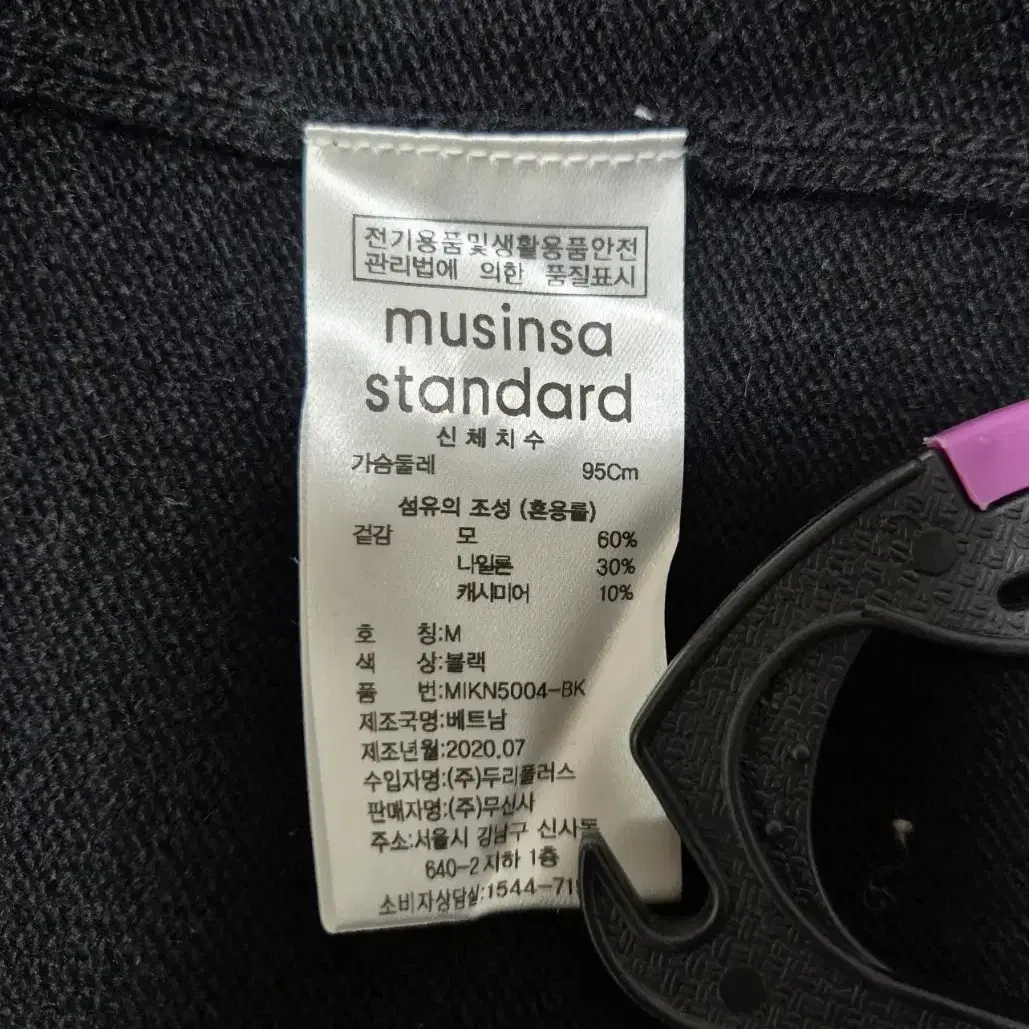 전기용품및생활용품안전
관리법에 의한 품질표시
musinsa
standard
신체치수
가슴둘레 95Cm
섬유의 조성 (혼용률)
겉감 모 60%
나일론 30%
캐시미어 10%
호 칭:M
색 상:블랙
품 번:MIKN5004-BK
제조국명:베트남
제조년월:2020.07
수입자명:(주)두리플러스
판매자명:(주)무신사
주소:서울시 강남구 신사동
640-2 지하 1층
소비자상담실:1544-71